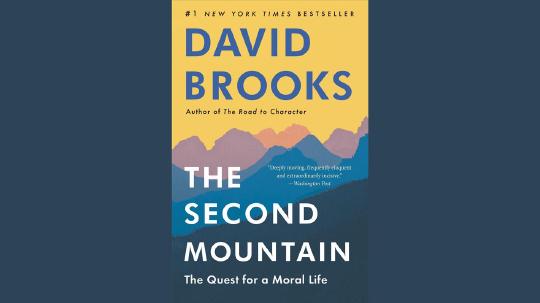 #1 NEW YORK TIMES BESTSELLER
DAVID
BROOKS
Author of The Road to Character
THE
"Deeply moving, frequently eloquent
and extraordinarily incisive."
—Washington Post
SECOND
MOUNTAIN
The Quest for a Moral Life